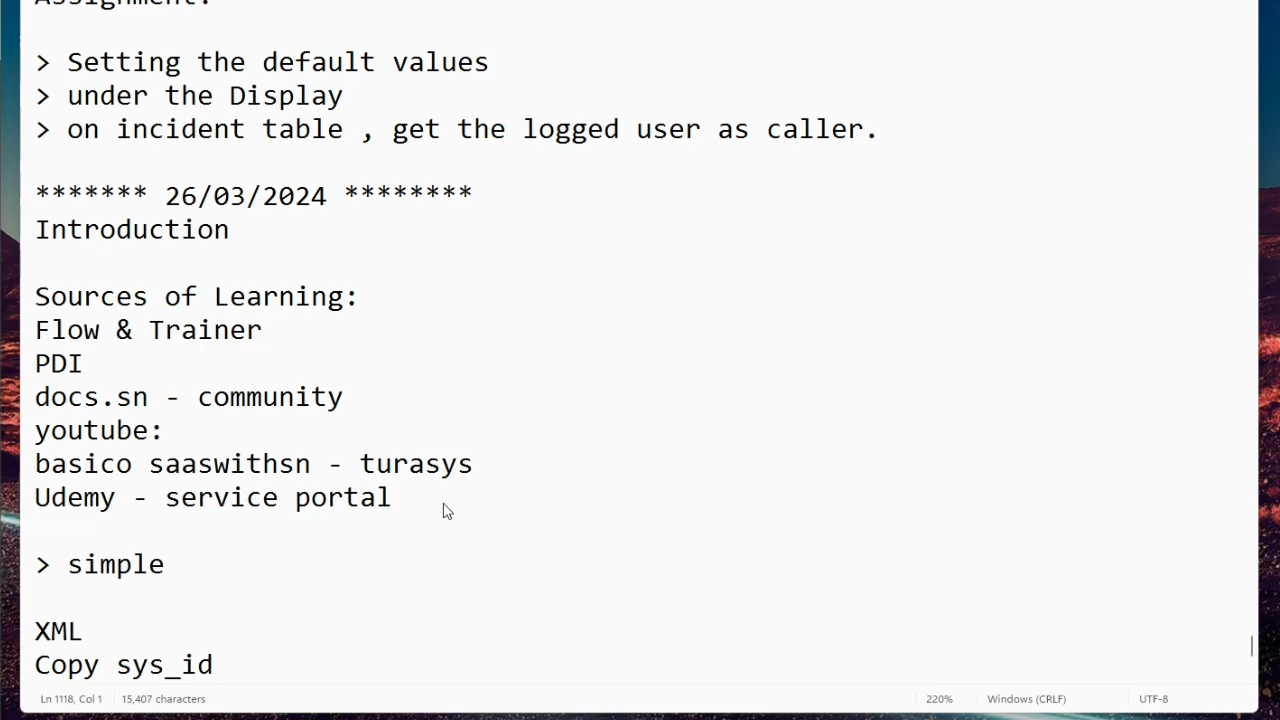 Assignment:
> Setting the default values
> under the Display
> on incident table , get the logged user as caller.
******* 26/03/2024 ********
Introduction
Sources of Learning:
Flow & Trainer
PDI
docs.sn - community
youtube:
basico saaswithsn - turasys
Udemy - service portal
> simple
XML
Copy sys_id
Ln 1118, Col 1 15,407 characters 220% Windows (CRLF) UTF-8